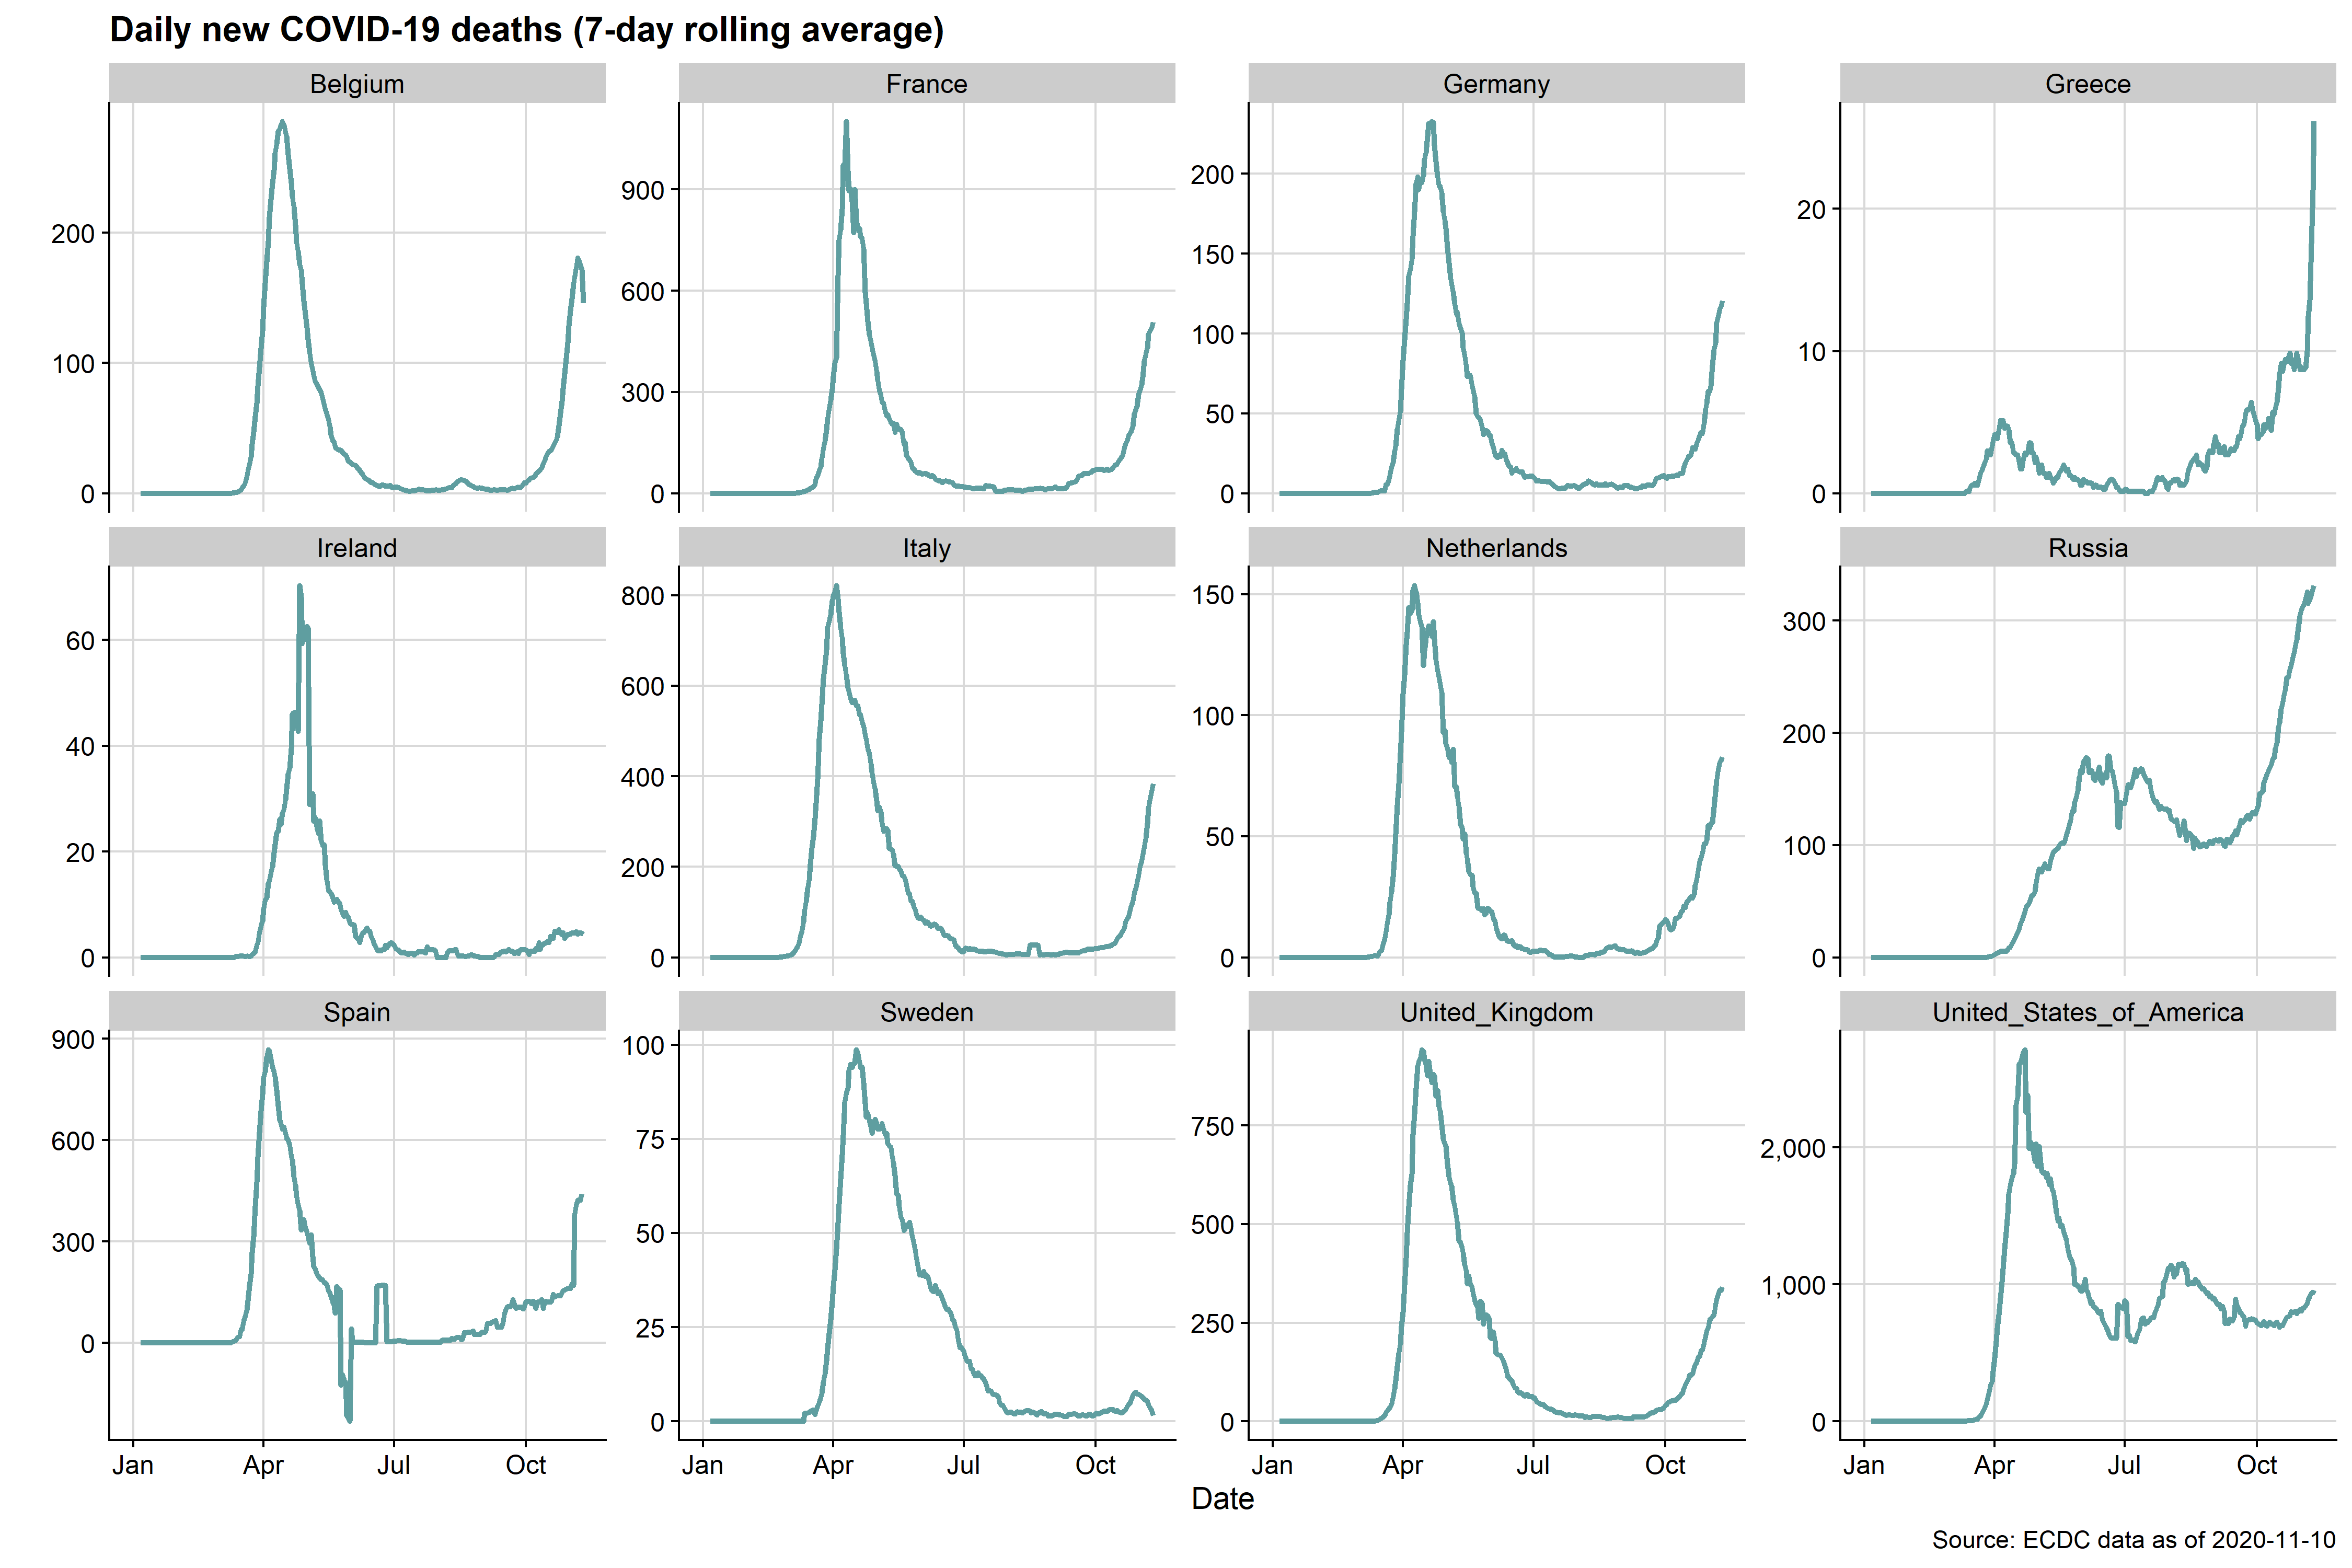 Daily new COVID-19 deaths (7-day rolling average)
Belgium
France
Germany
Greece
200
100
0
900
600
300
0
200
150
100
50
0
20
10
0
Ireland
Italy
Netherlands
Russia
60
40
20
0
800
600
400
200
0
150
100
50
0
300
200
100
0
Spain
Sweden
United_Kingdom
United_States_of_America
900
600
300
0
100
75
50
25
0
750
500
250
0
2,000
1,000
0
Jan Apr Jul Oct
Jan Apr Jul Oct
Jan Apr Jul Oct
Jan Apr Jul Oct
Date
Source: ECDC data as of 2020-11-10